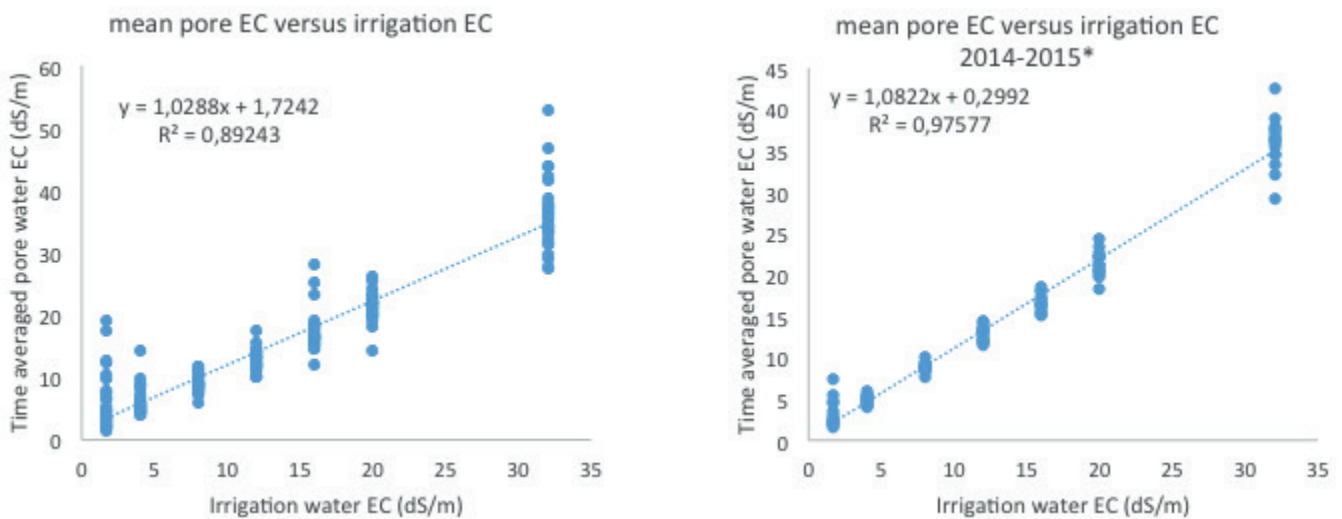 mean pore EC versus irrigation EC
60
50
40
30
20
10
0
y = 1,0288x + 1,7242
R² = 0,89243
Time averaged pore water EC (dS/m)
0 5 10 15 20 25 30 35
Irrigation water EC (dS/m)
mean pore EC versus irrigation EC
2014-2015*
45
40
35
30
25
20
15
10
5
0
y = 1,0822x + 0,2992
R² = 0,97577
Time averaged pore water EC (dS/m)
0 5 10 15 20 25 30 35
Irrigation water EC (dS/m)